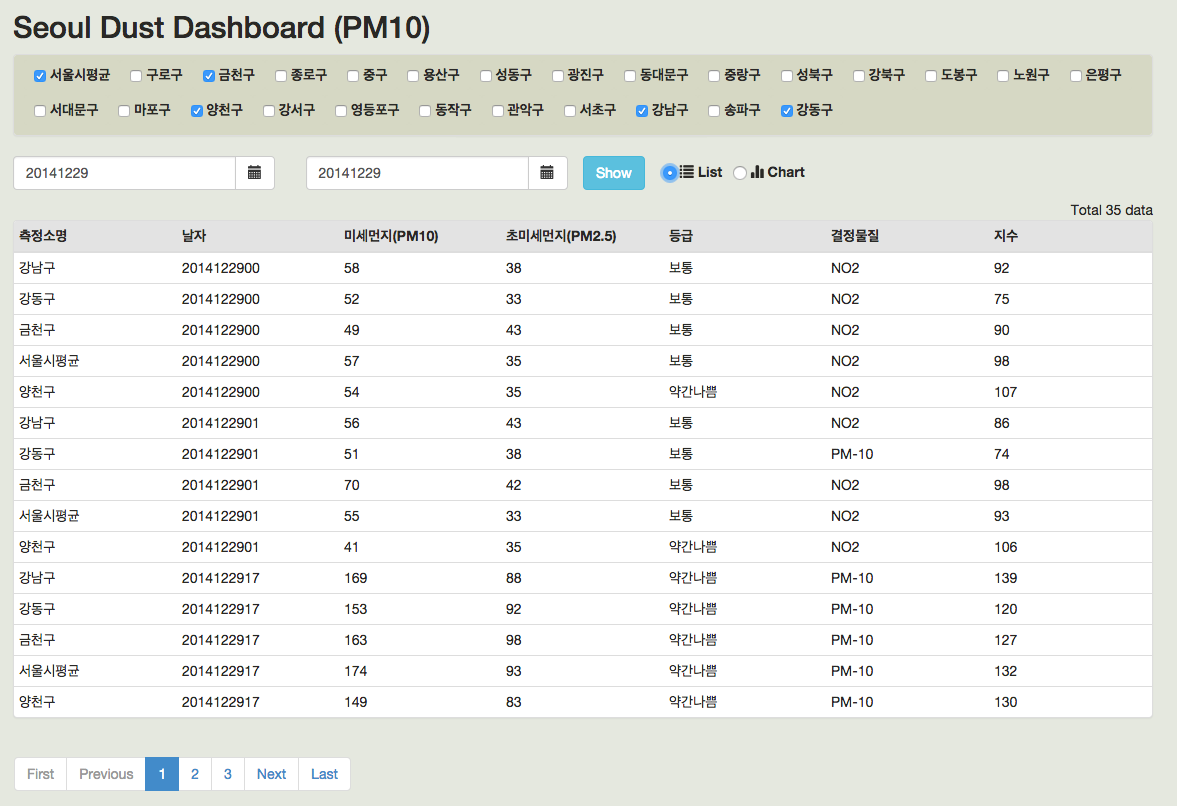 Seoul Dust Dashboard (PM10)
서울시평균 구로구 금천구 종로구 중구 용산구 성동구 광진구 동대문구 중랑구 성북구 강북구 도봉구 노원구 은평구
서대문구 마포구 양천구 강서구 영등포구 동작구 관악구 서초구 강남구 송파구 강동구
20141229 20141229 Show List Chart
Total 35 data
측정소명 날자 미세먼지(PM10) 초미세먼지(PM2.5) 등급 결정물질 지수
강남구 2014122900 58 38 보통 NO2 92
강동구 2014122900 52 33 보통 NO2 75
금천구 2014122900 49 43 보통 NO2 90
서울시평균 2014122900 57 35 보통 NO2 98
양천구 2014122900 54 35 약간나쁨 NO2 107
강남구 2014122901 56 43 보통 NO2 86
강동구 2014122901 51 38 보통 PM-10 74
금천구 2014122901 70 42 보통 NO2 98
서울시평균 2014122901 55 33 보통 NO2 93
양천구 2014122901 41 35 약간나쁨 NO2 106
강남구 2014122917 169 88 약간나쁨 PM-10 139
강동구 2014122917 153 92 약간나쁨 PM-10 120
금천구 2014122917 163 98 약간나쁨 PM-10 127
서울시평균 2014122917 174 93 약간나쁨 PM-10 132
양천구 2014122917 149 83 약간나쁨 PM-10 130
First Previous 1 2 3 Next Last